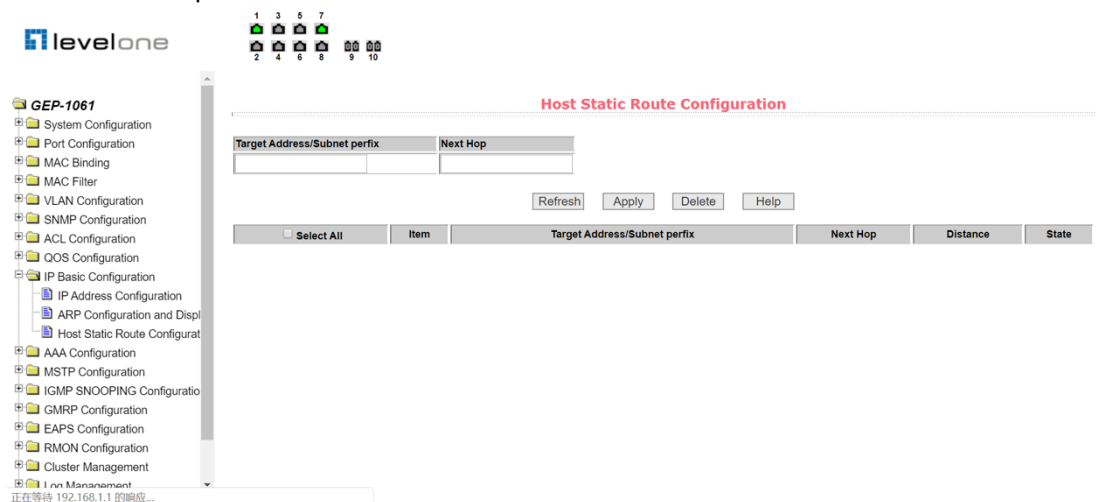 1 3 5 7
levelone
2 4 6 8 9 10
GEP-1061
System Configuration
Port Configuration
MAC Binding
MAC Filter
VLAN Configuration
SNMP Configuration
ACL Configuration
QOS Configuration
IP Basic Configuration
IP Address Configuration
ARP Configuration and Displ
Host Static Route Configurat
AAA Configuration
MSTP Configuration
IGMP SNOOPING Configuratio
GMRP Configuration
EAPS Configuration
RMON Configuration
Cluster Management
Log Management
正在等待 192.168.1.1 的响应...
Host Static Route Configuration
Target Address/Subnet perfix Next Hop
Refresh Apply Delete Help
Select All Item Target Address/Subnet perfix Next Hop Distance State